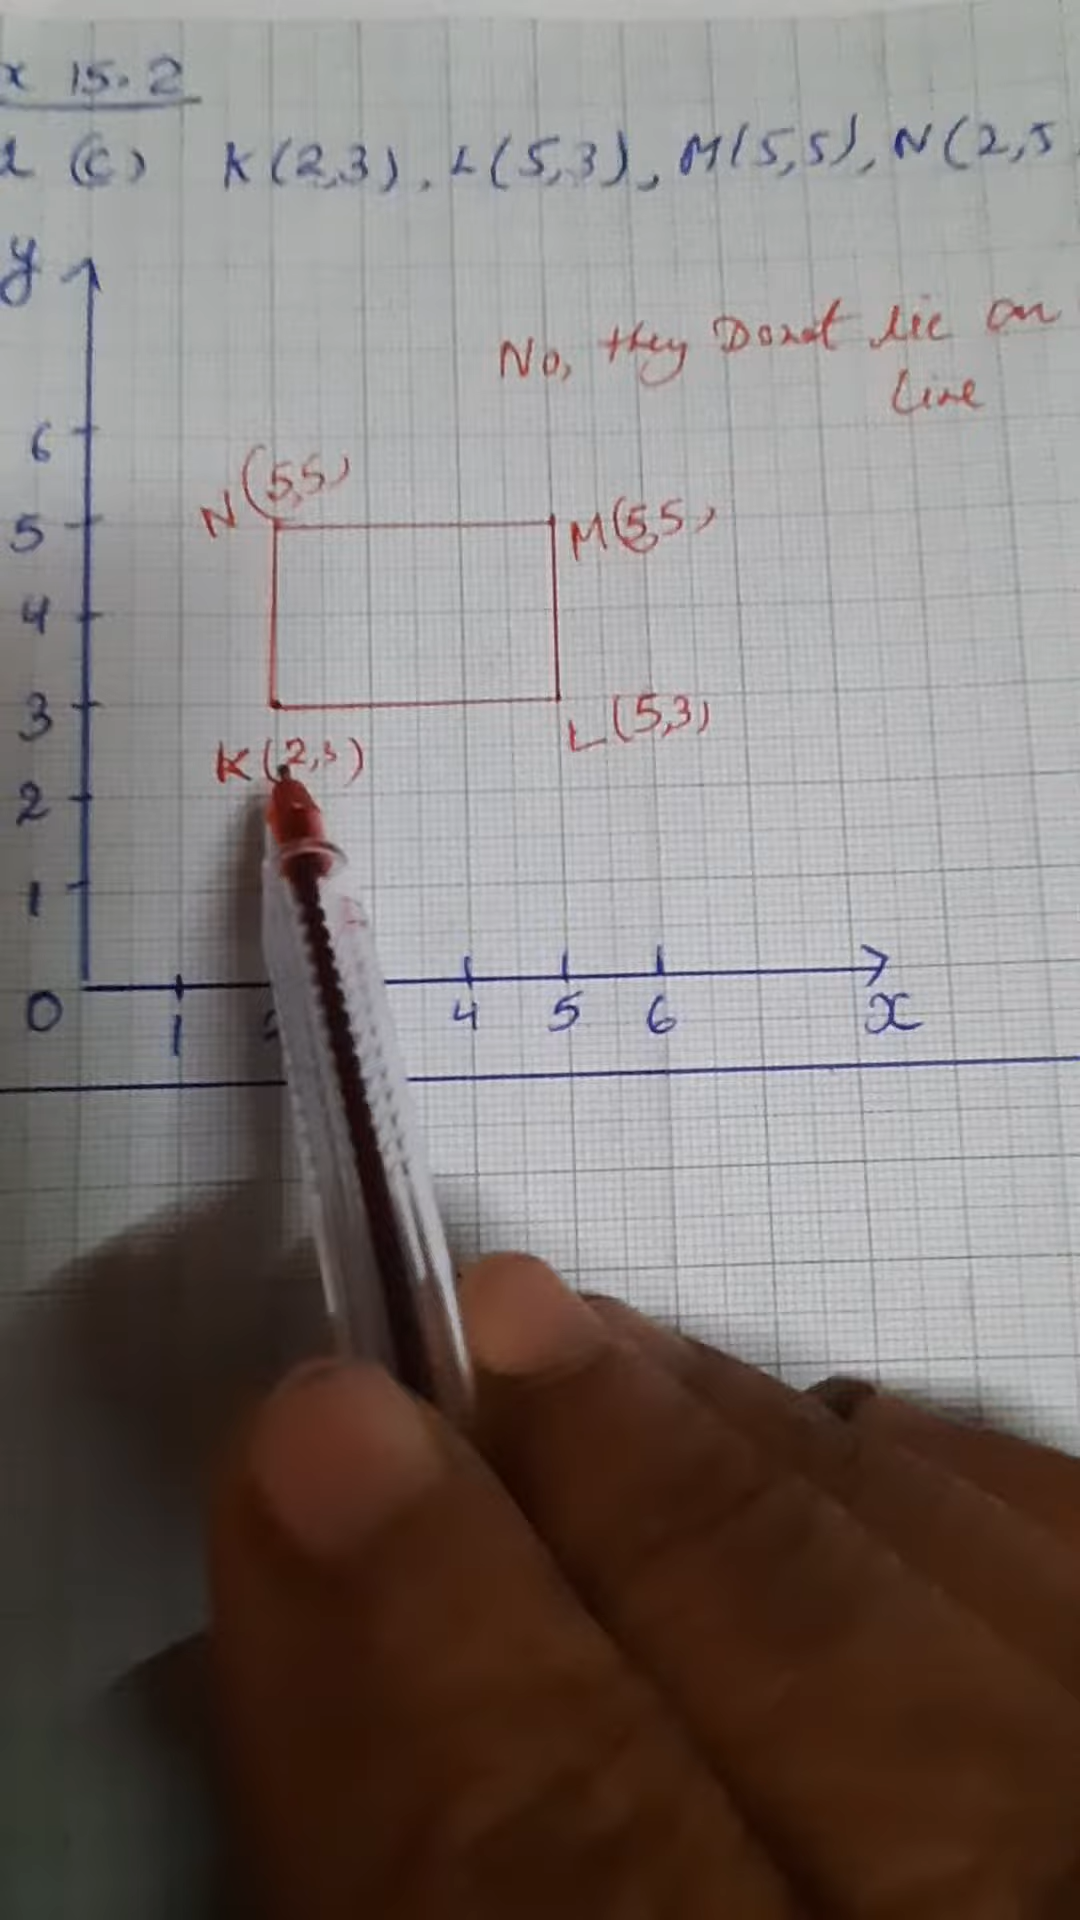 x 15.2
1 (c) K(2,3), L(5,3), M(5,5), N(2,5
y
No, they Donot lie on
line
6
N (5,5)
5
M(5,5)
4
3
L(5,3)
K(2,3)
2
1
0
1
4
5
6
x